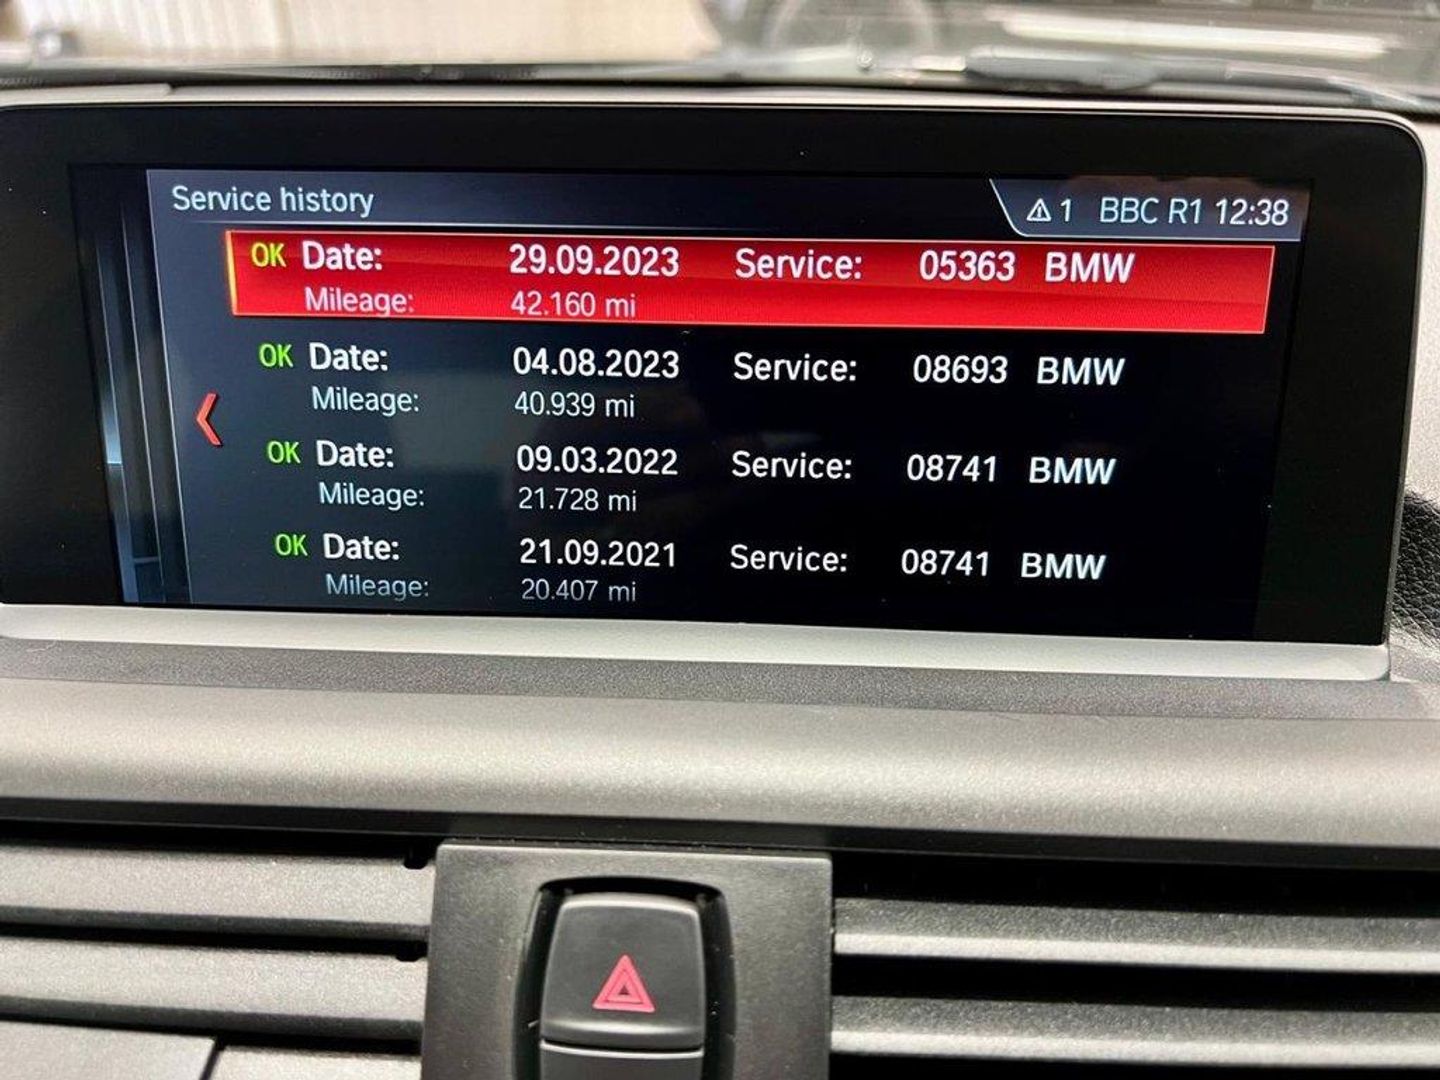 Service history
1 BBC R1 12:38
OK Date: 29.09.2023 Service: 05363 BMW
Mileage: 42.160 mi
OK Date: 04.08.2023 Service: 08693 BMW
Mileage: 40.939 mi
OK Date: 09.03.2022 Service: 08741 BMW
Mileage: 21.728 mi
OK Date: 21.09.2021 Service: 08741 BMW
Mileage: 20.407 mi